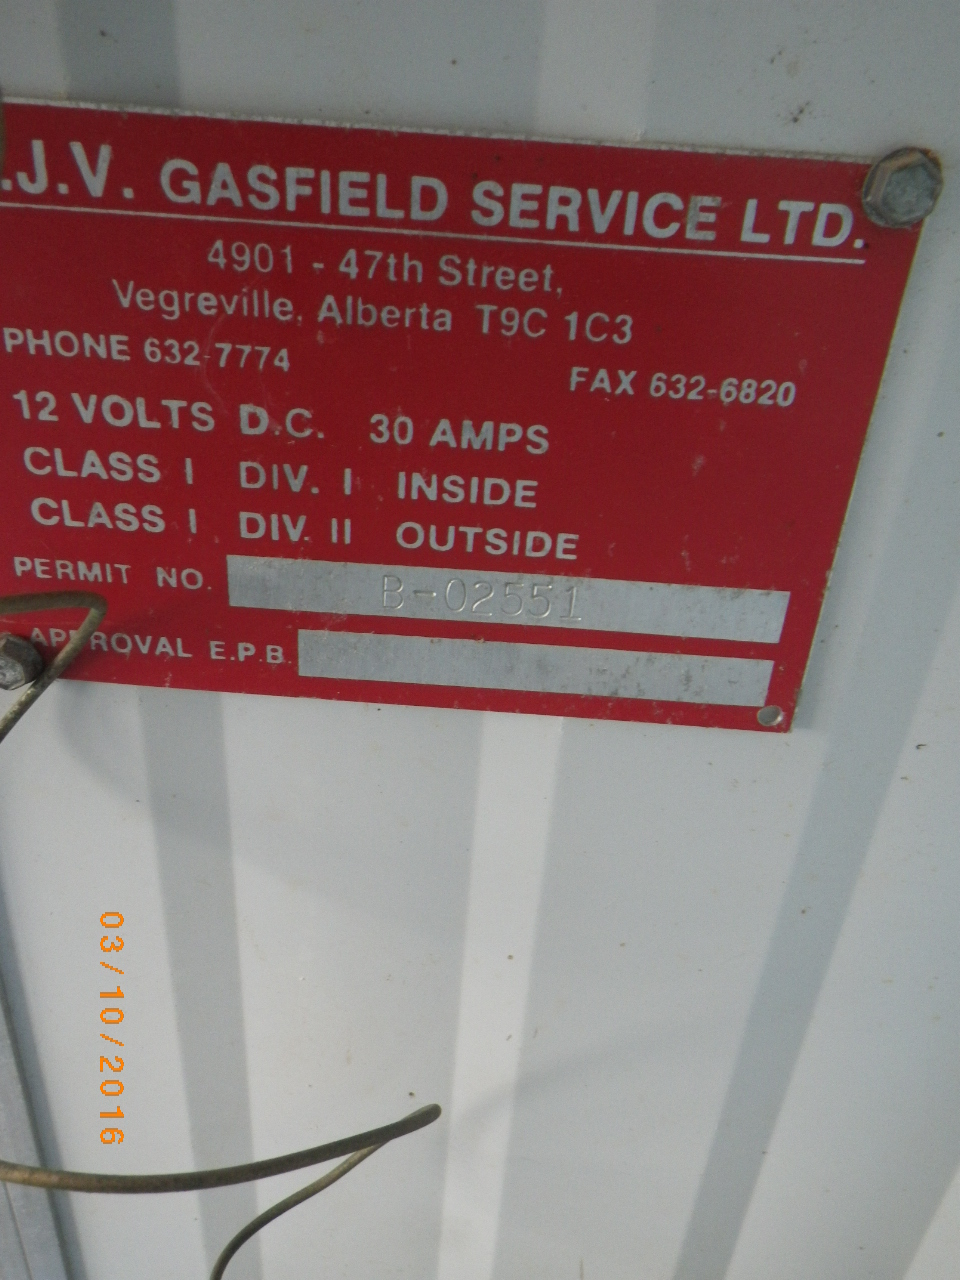 .J.V. GASFIELD SERVICE LTD.
4901 - 47th Street,
Vegreville, Alberta T9C 1C3
PHONE 632-7774
FAX 632-6820
12 VOLTS D.C. 30 AMPS
CLASS I DIV. I INSIDE
CLASS I DIV. II OUTSIDE
PERMIT NO. B-02551
APPROVAL E.P.B.
03/10/2016